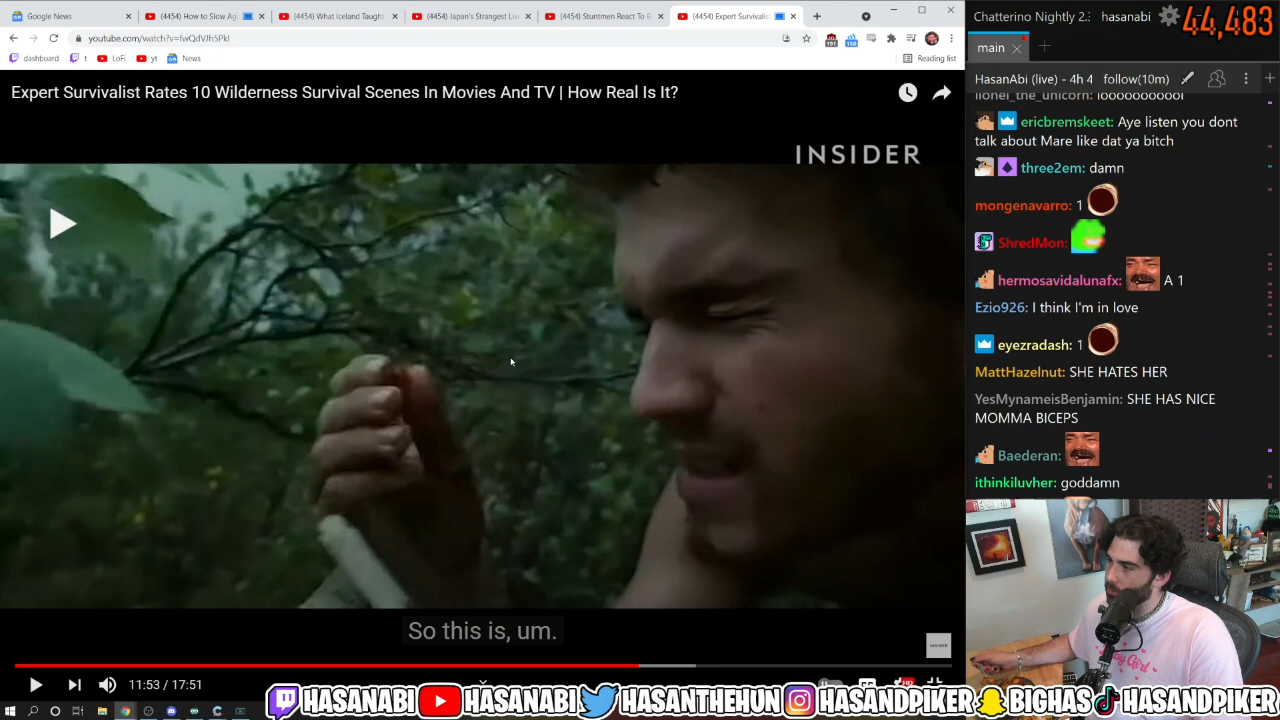 Google News
(4454) How to Slow Ag
(4454) What Iceland Taught
(4454) Japan's Strangest Liv
(4454) Stuntmen React To B
(4454) Expert Survivalis
youtube.com/watch?v=fwQdVJh5PkI
dashboard
t
LoFi
yt
News
Reading list
Expert Survivalist Rates 10 Wilderness Survival Scenes In Movies And TV | How Real Is It?
INSIDER
So this is, um.
INSIDER
11:53 / 17:51
HD
Chatterino Nightly 2.
hasanabi
44,483
main
HasanAbi (live) - 4h 4
follow(10m)
lionel_the_unicorn: looooooooool
ericbremskeet: Aye listen you dont
talk about Mare like dat ya bitch
three2em: damn
mongenavarro: 1
ShredMon:
hermosavidalunafx: A 1
Ezio926: I think I'm in love
eyezradash: 1
MattHazelnut: SHE HATES HER
YesMynameisBenjamin: SHE HAS NICE
MOMMA BICEPS
Baederan:
ithinkiluvher: goddamn
HASANABI HASANABI HASANTHEHUN HASANDPIKER BIGHAS HASANDPIKER